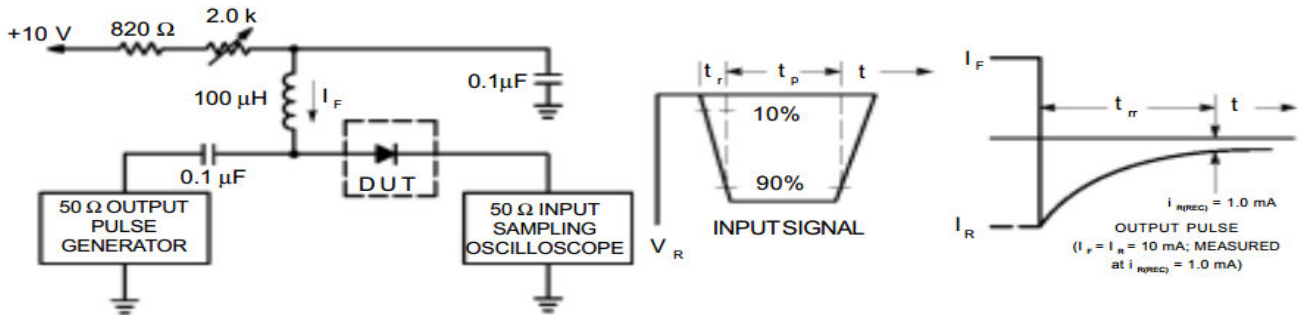 +10 V
820 Ω
2.0 k
100 μH
I F
0.1μF
0.1 μF
DUT
50 Ω OUTPUT
PULSE
GENERATOR
50 Ω INPUT
SAMPLING
OSCILLOSCOPE
t r
t p
t
10%
90%
V R
INPUT SIGNAL
I F
t rr
t
I R
i R(REC) = 1.0 mA
OUTPUT PULSE
(I F = I R = 10 mA; MEASURED
at i R(REC) = 1.0 mA)